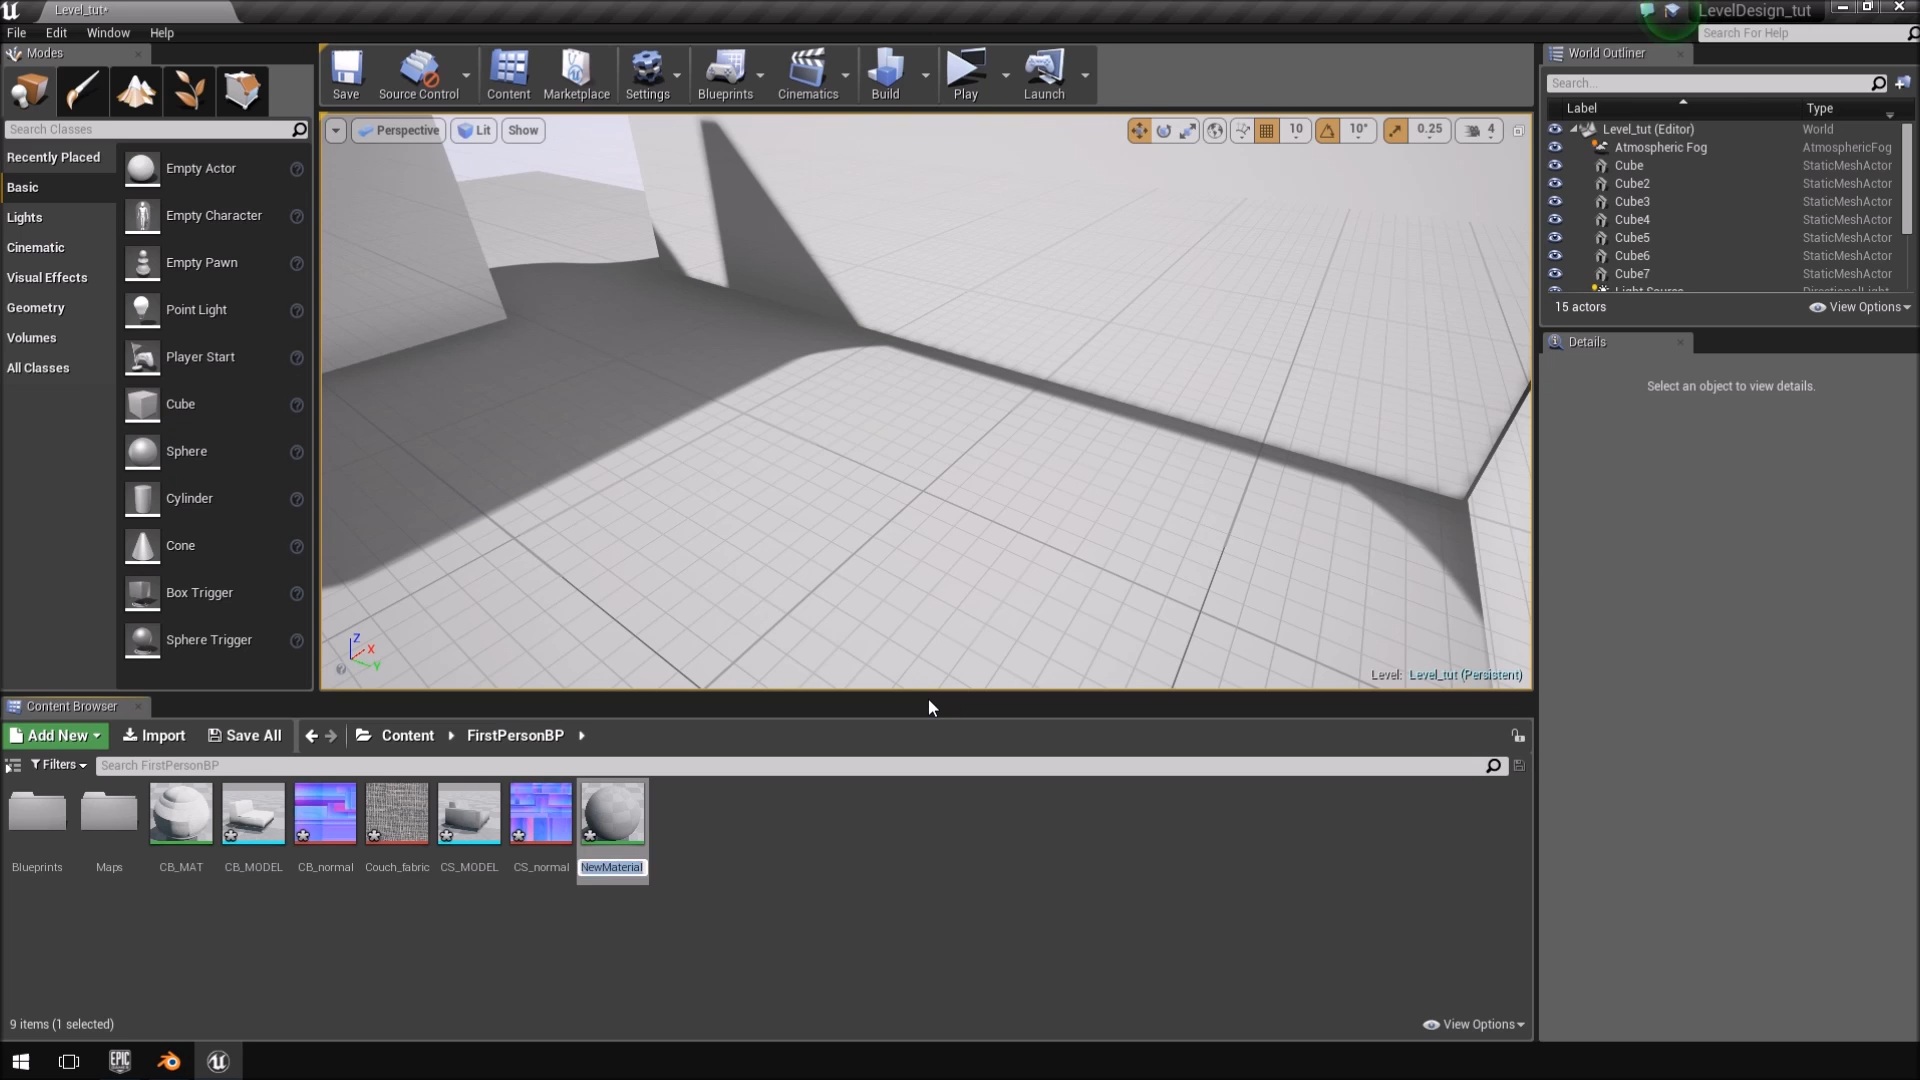 Level_tut*
LevelDesign_tut
File Edit Window Help
Search For Help
Modes
Search Classes
Recently Placed
Basic
Lights
Cinematic
Visual Effects
Geometry
Volumes
All Classes
Empty Actor
Empty Character
Empty Pawn
Point Light
Player Start
Cube
Sphere
Cylinder
Cone
Box Trigger
Sphere Trigger
Save
Source Control
Content
Marketplace
Settings
Blueprints
Cinematics
Build
Play
Launch
Perspective Lit Show
10 10° 0.25 4
Z
X
Y
Level: Level_tut (Persistent)
World Outliner
Search...
Label Type
Level_tut (Editor) World
Atmospheric Fog AtmosphericFog
Cube StaticMeshActor
Cube2 StaticMeshActor
Cube3 StaticMeshActor
Cube4 StaticMeshActor
Cube5 StaticMeshActor
Cube6 StaticMeshActor
Cube7 StaticMeshActor
Light Source DirectionalLight
15 actors View Options
Details
Select an object to view details.
Content Browser
Add New Import Save All Content FirstPersonBP
Filters Search FirstPersonBP
Blueprints Maps CB_MAT CB_MODEL CB_normal Couch_fabric CS_MODEL CS_normal NewMaterial
9 items (1 selected) View Options
EPIC